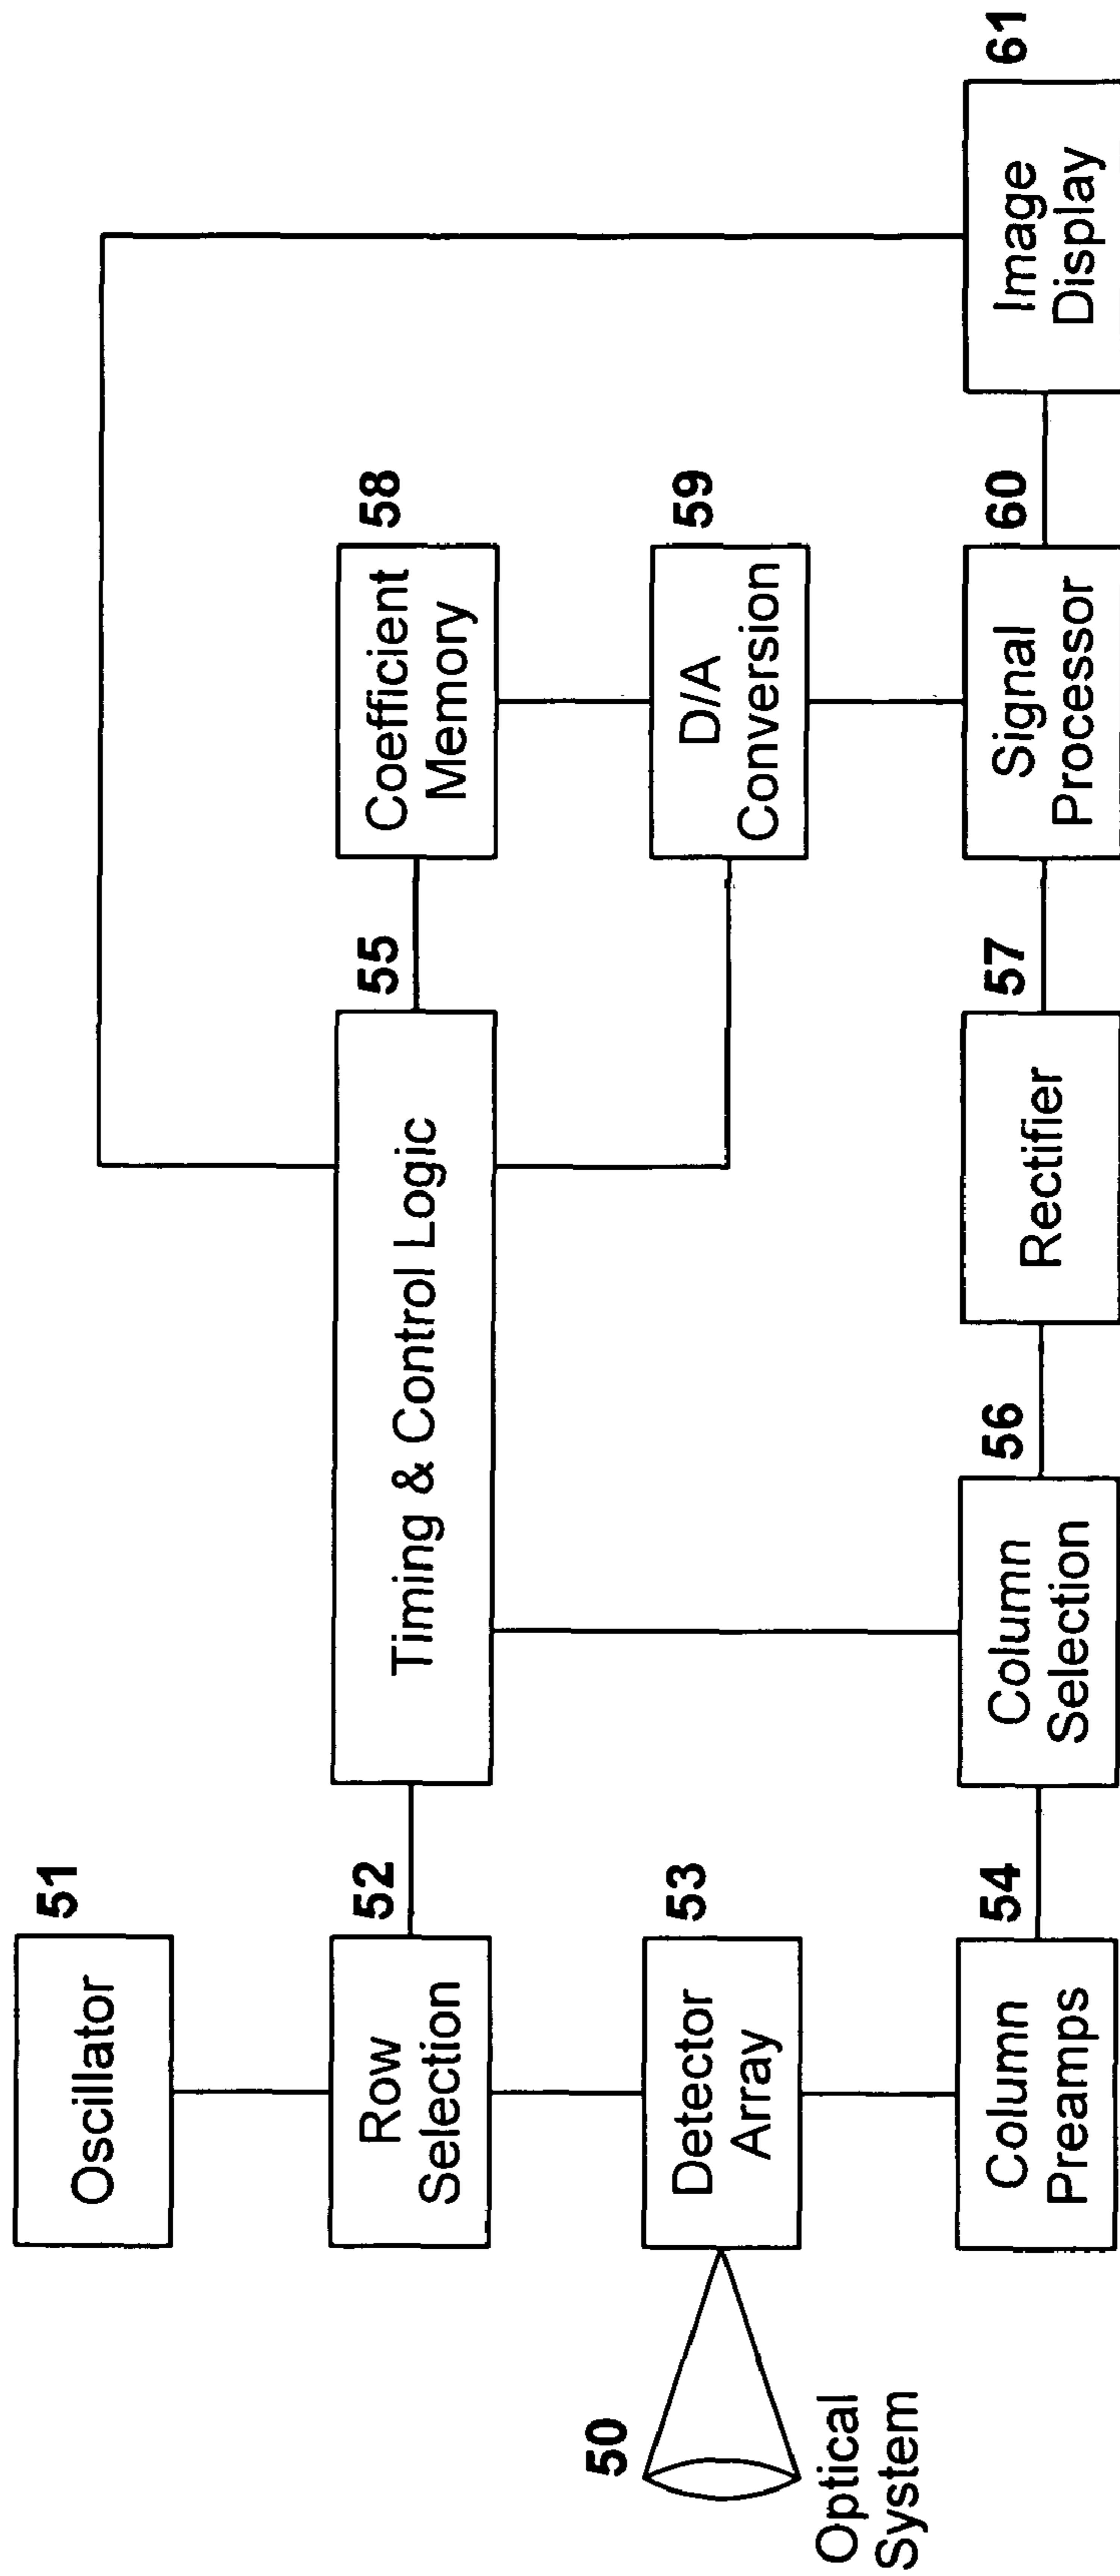 51
Oscillator
52
Row
Selection
55
Timing & Control Logic
58
Coefficient
Memory
50
Optical
System
53
Detector
Array
59
D/A
Conversion
54
Column
Preamps
56
Column
Selection
57
Rectifier
60
Signal
Processor
61
Image
Display